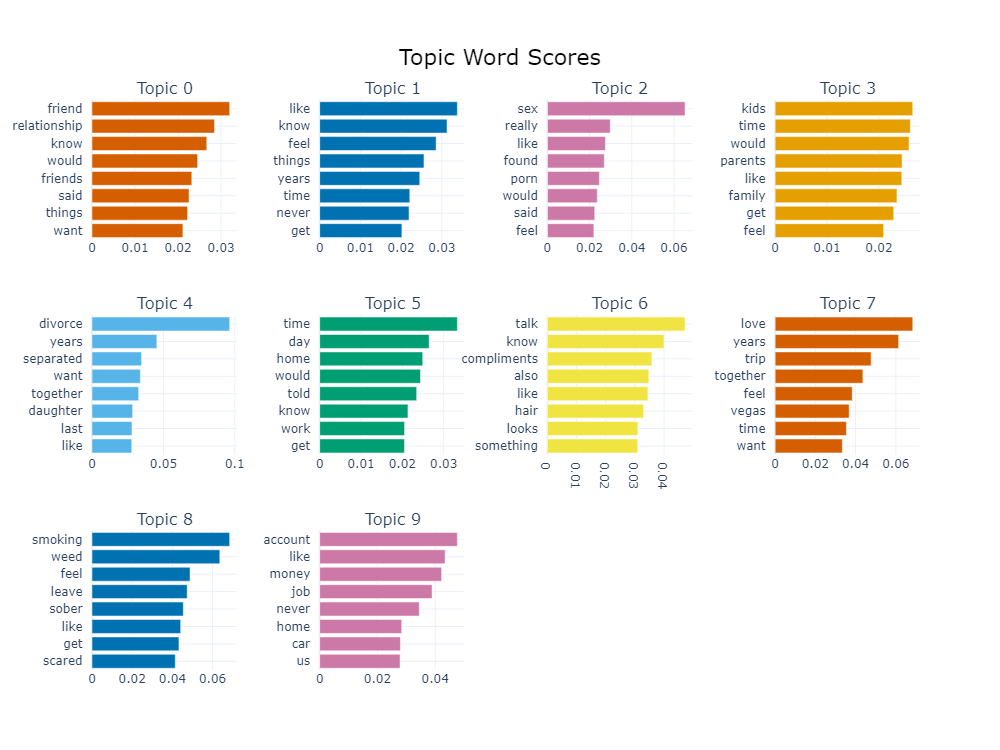 Topic Word Scores
Topic 0
friend
relationship
know
would
friends
said
things
want
0 0.01 0.02 0.03
Topic 1
like
know
feel
things
years
time
never
get
0 0.01 0.02 0.03
Topic 2
sex
really
like
found
porn
would
said
feel
0 0.02 0.04 0.06
Topic 3
kids
time
would
parents
like
family
get
feel
0 0.01 0.02
Topic 4
divorce
years
separated
want
together
daughter
last
like
0 0.05 0.1
Topic 5
time
day
home
would
told
know
work
get
0 0.01 0.02 0.03
Topic 6
talk
know
compliments
also
like
hair
looks
something
0 0.01 0.02 0.03 0.04
Topic 7
love
years
trip
together
feel
vegas
time
want
0 0.02 0.04 0.06
Topic 8
smoking
weed
feel
leave
sober
like
get
scared
0 0.02 0.04 0.06
Topic 9
account
like
money
job
never
home
car
us
0 0.02 0.04